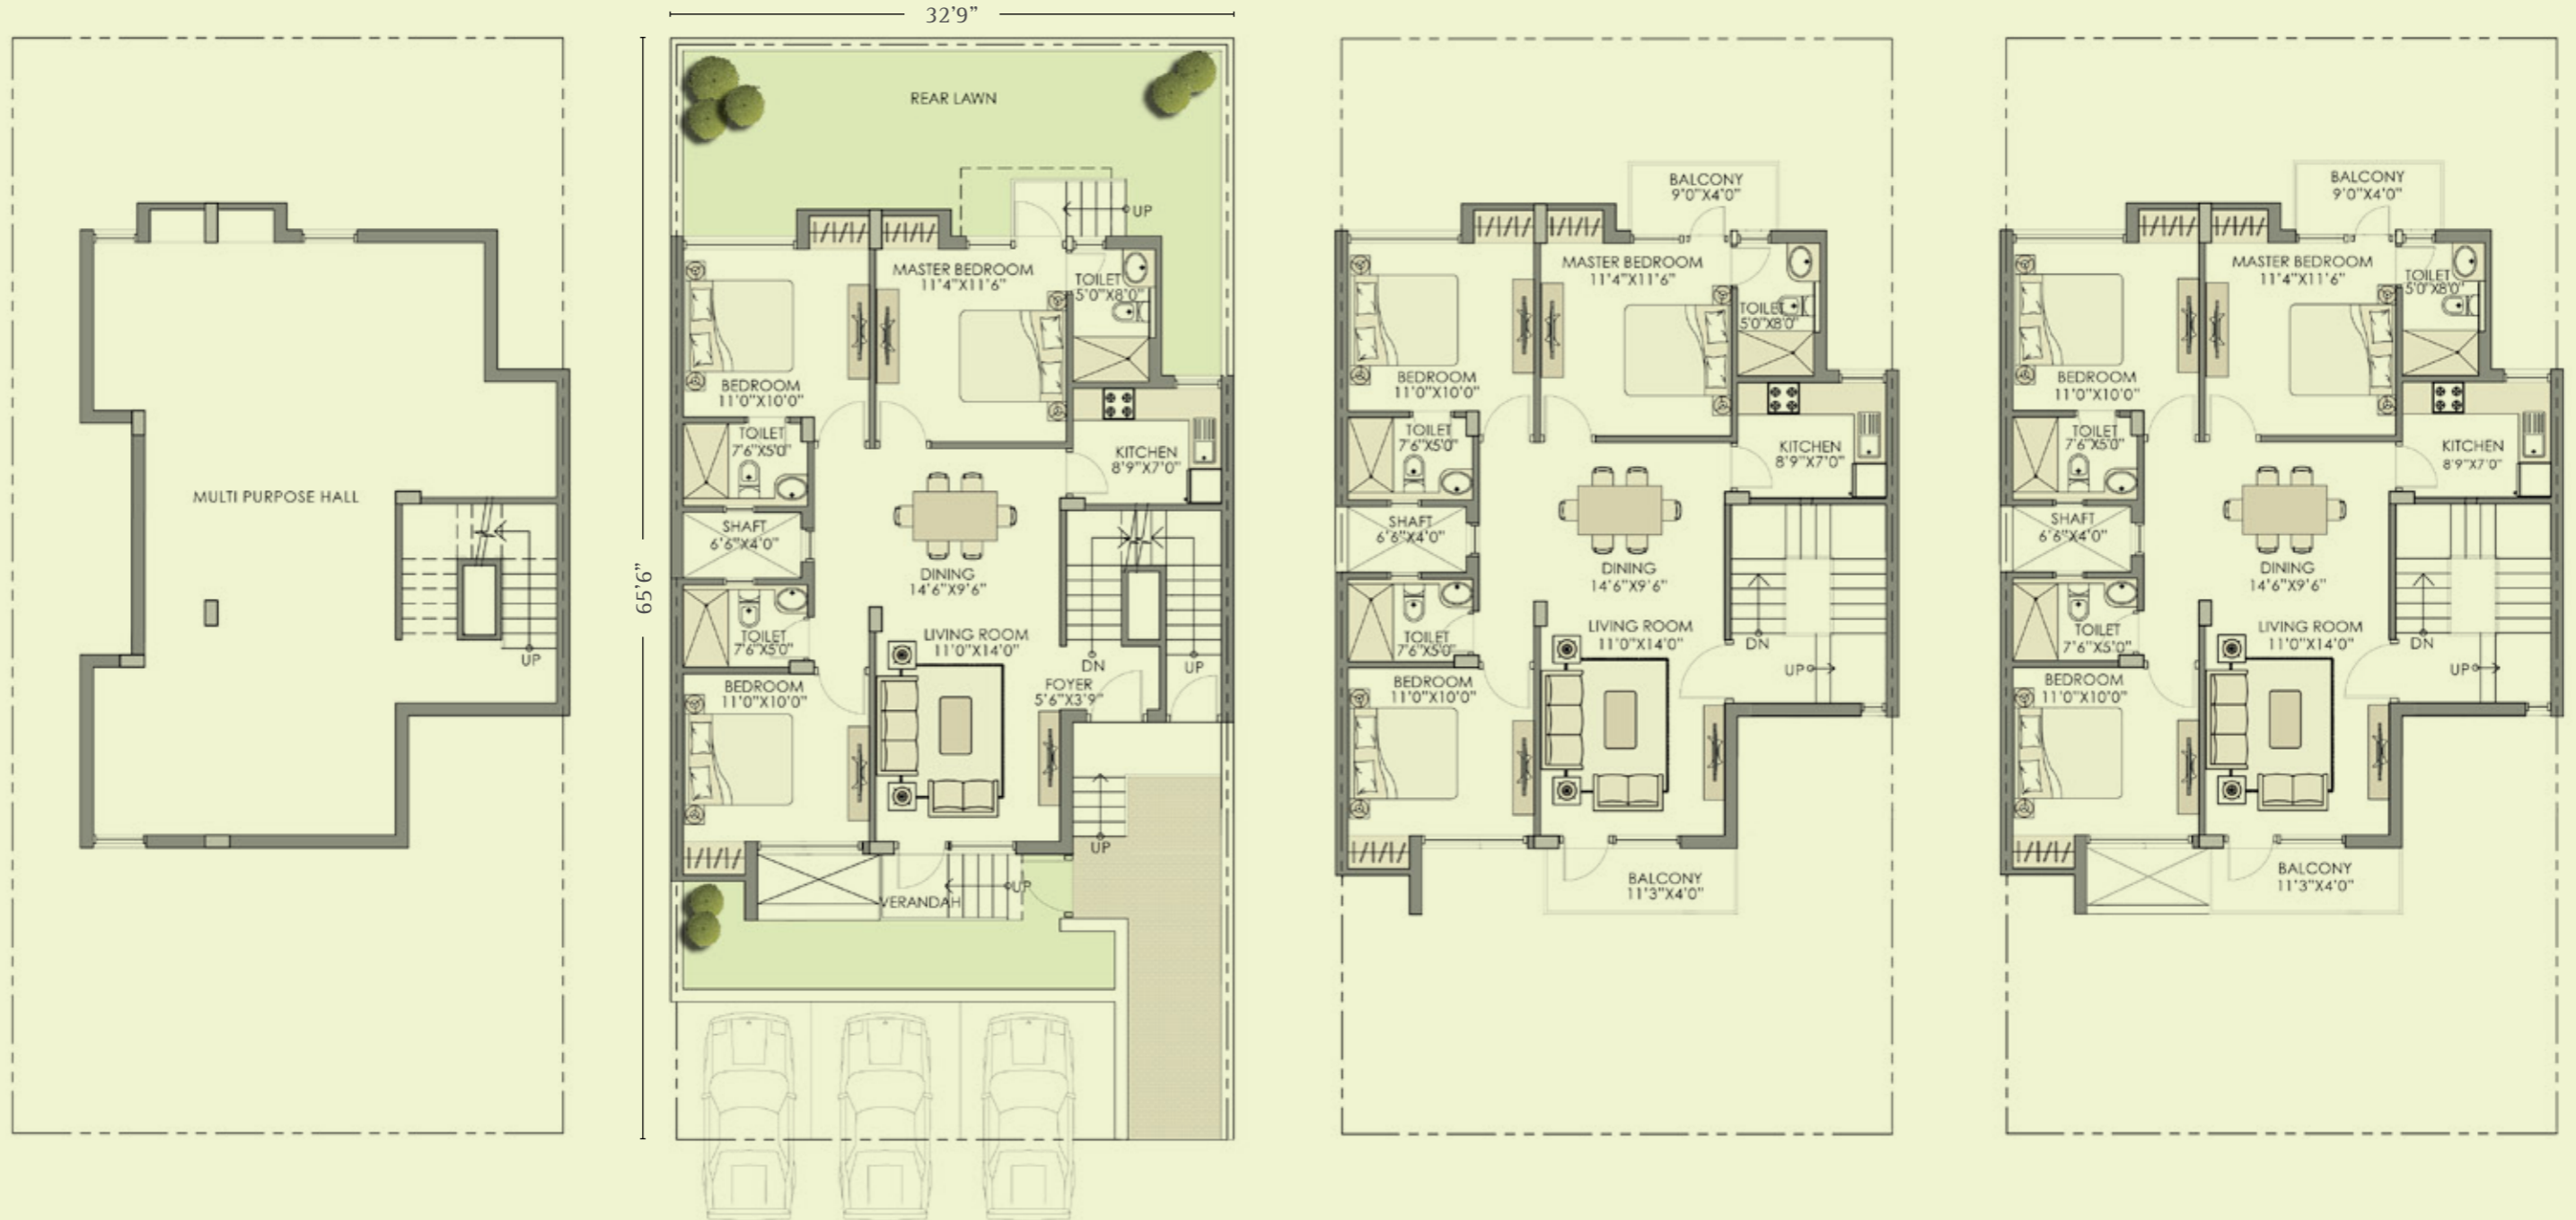 MULTI PURPOSE HALL
UP
32'9"
65'6"
REAR LAWN
UP
MASTER BEDROOM
11'4"X11'6"
TOILET
5'0"X8'0"
BEDROOM
11'0"X10'0"
TOILET
7'6"X5'0"
KITCHEN
8'9"X7'0"
SHAFT
6'6"X4'0"
DINING
14'6"X9'6"
TOILET
7'6"X5'0"
LIVING ROOM
11'0"X14'0"
DN
UP
BEDROOM
11'0"X10'0"
FOYER
5'6"X3'9"
UP
UP
VERANDAH
BALCONY
9'0"X4'0"
MASTER BEDROOM
11'4"X11'6"
TOILET
5'0"X8'0"
BEDROOM
11'0"X10'0"
TOILET
7'6"X5'0"
KITCHEN
8'9"X7'0"
SHAFT
6'6"X4'0"
DINING
14'6"X9'6"
TOILET
7'6"X5'0"
LIVING ROOM
11'0"X14'0"
DN
UP
BEDROOM
11'0"X10'0"
BALCONY
11'3"X4'0"
BALCONY
9'0"X4'0"
MASTER BEDROOM
11'4"X11'6"
TOILET
5'0"X8'0"
BEDROOM
11'0"X10'0"
TOILET
7'6"X5'0"
KITCHEN
8'9"X7'0"
SHAFT
6'6"X4'0"
DINING
14'6"X9'6"
TOILET
7'6"X5'0"
LIVING ROOM
11'0"X14'0"
DN
UP
BEDROOM
11'0"X10'0"
BALCONY
11'3"X4'0"